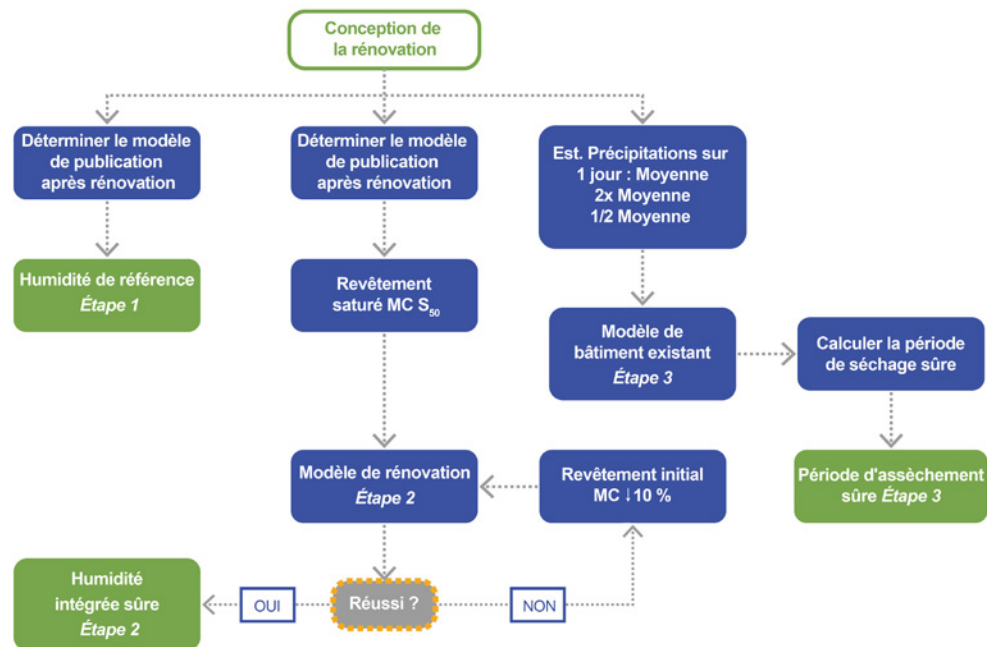 Conception de
la rénovation
Déterminer le modèle
de publication
après rénovation
Déterminer le modèle
de publication
après rénovation
Est. Précipitations sur
1 jour : Moyenne
2x Moyenne
1/2 Moyenne
Humidité de référence
Étape 1
Revêtement
saturé MC S50
Modèle de
bâtiment existant
Étape 3
Calculer la période
de séchage sûre
Modèle de rénovation
Étape 2
Revêtement initial
MC ↓10 %
Période d'assèchement
sûre Étape 3
Humidité
intégrée sûre
Étape 2
OUI
Réussi ?
NON